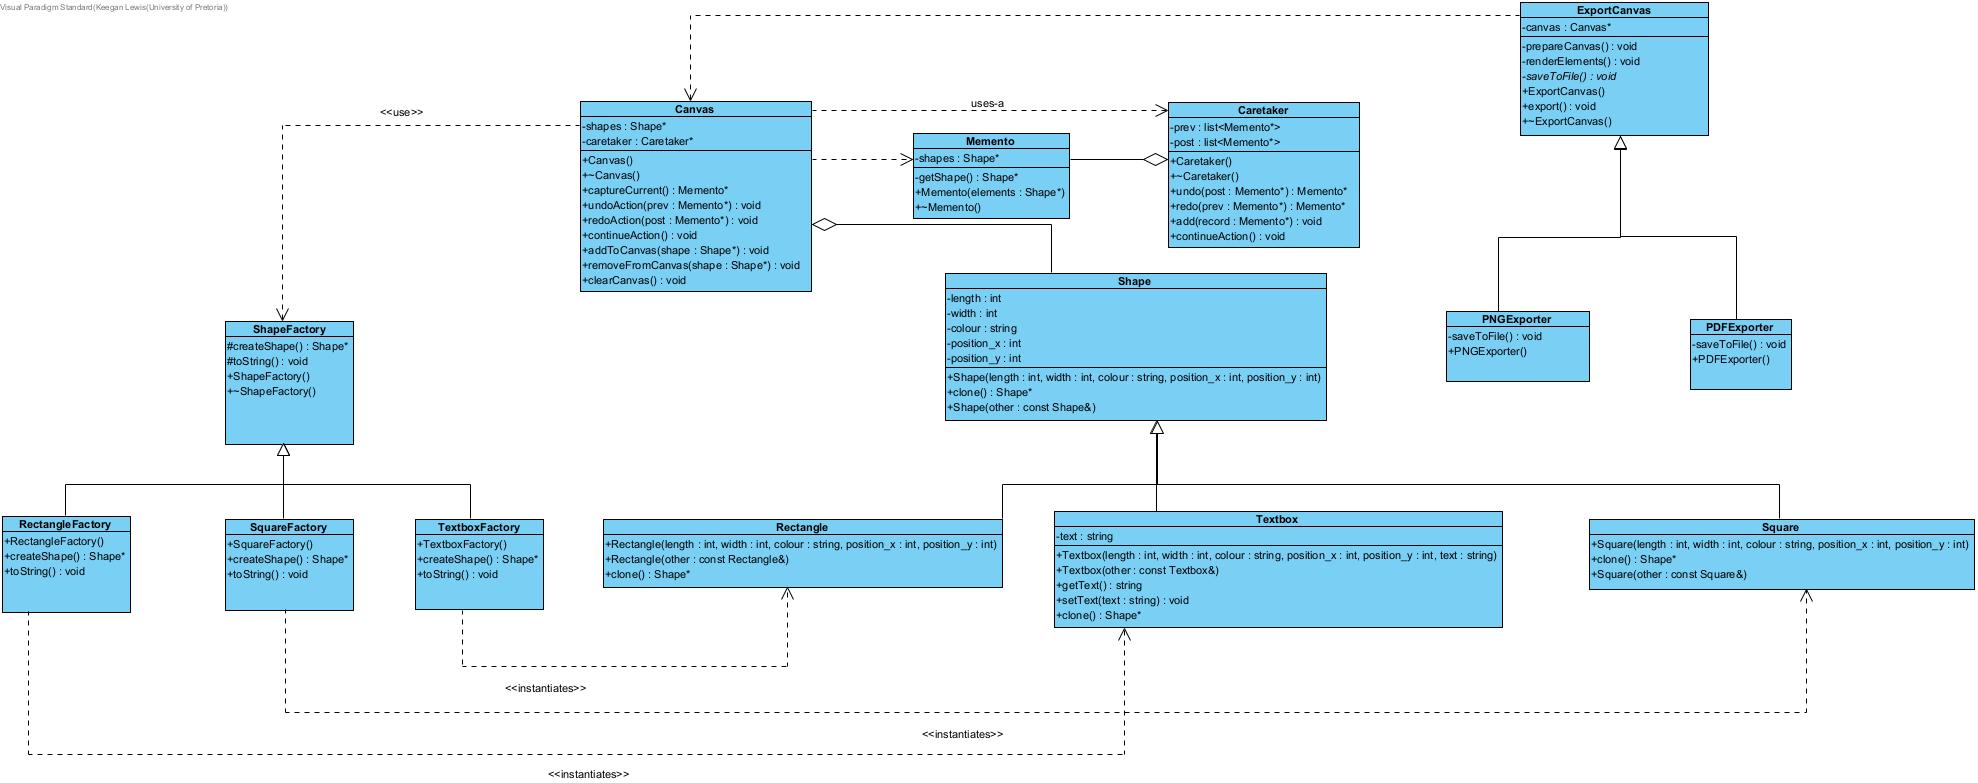 Visual Paradigm Standard(Keegan Lewis(University of Pretoria))
ExportCanvas
-canvas : Canvas*
-prepareCanvas() : void
-renderElements() : void
-saveToFile() : void
+ExportCanvas()
+export() : void
+~ExportCanvas()
<<use>>
Canvas
-shapes : Shape*
-caretaker : Caretaker*
+Canvas()
+~Canvas()
+captureCurrent() : Memento*
+undoAction(prev : Memento*) : void
+redoAction(post : Memento*) : void
+continueAction() : void
+addToCanvas(shape : Shape*) : void
+removeFromCanvas(shape : Shape*) : void
+clearCanvas() : void
uses-a
Memento
-shapes : Shape*
-getShape() : Shape*
+Memento(elements : Shape*)
+~Memento()
Caretaker
-prev : list<Memento*>
-post : list<Memento*>
+Caretaker()
+~Caretaker()
+undo(post : Memento*) : Memento*
+redo(prev : Memento*) : Memento*
+add(record : Memento*) : void
+continueAction() : void
Shape
-length : int
-width : int
-colour : string
-position_x : int
-position_y : int
+Shape(length : int, width : int, colour : string, position_x : int, position_y : int)
+clone() : Shape*
+Shape(other : const Shape&)
PNGExporter
-saveToFile() : void
+PNGExporter()
PDFExporter
-saveToFile() : void
+PDFExporter()
ShapeFactory
#createShape() : Shape*
#toString() : void
+ShapeFactory()
+~ShapeFactory()
RectangleFactory
+RectangleFactory()
+createShape() : Shape*
+toString() : void
SquareFactory
+SquareFactory()
+createShape() : Shape*
+toString() : void
TextboxFactory
+TextboxFactory()
+createShape() : Shape*
+toString() : void
Rectangle
+Rectangle(length : int, width : int, colour : string, position_x : int, position_y : int)
+Rectangle(other : const Rectangle&)
+clone() : Shape*
Textbox
-text : string
+Textbox(length : int, width : int, colour : string, position_x : int, position_y : int, text : string)
+Textbox(other : const Textbox&)
+getText() : string
+setText(text : string) : void
+clone() : Shape*
Square
+Square(length : int, width : int, colour : string, position_x : int, position_y : int)
+clone() : Shape*
+Square(other : const Square&)
<<instantiates>>
<<instantiates>>
<<instantiates>>